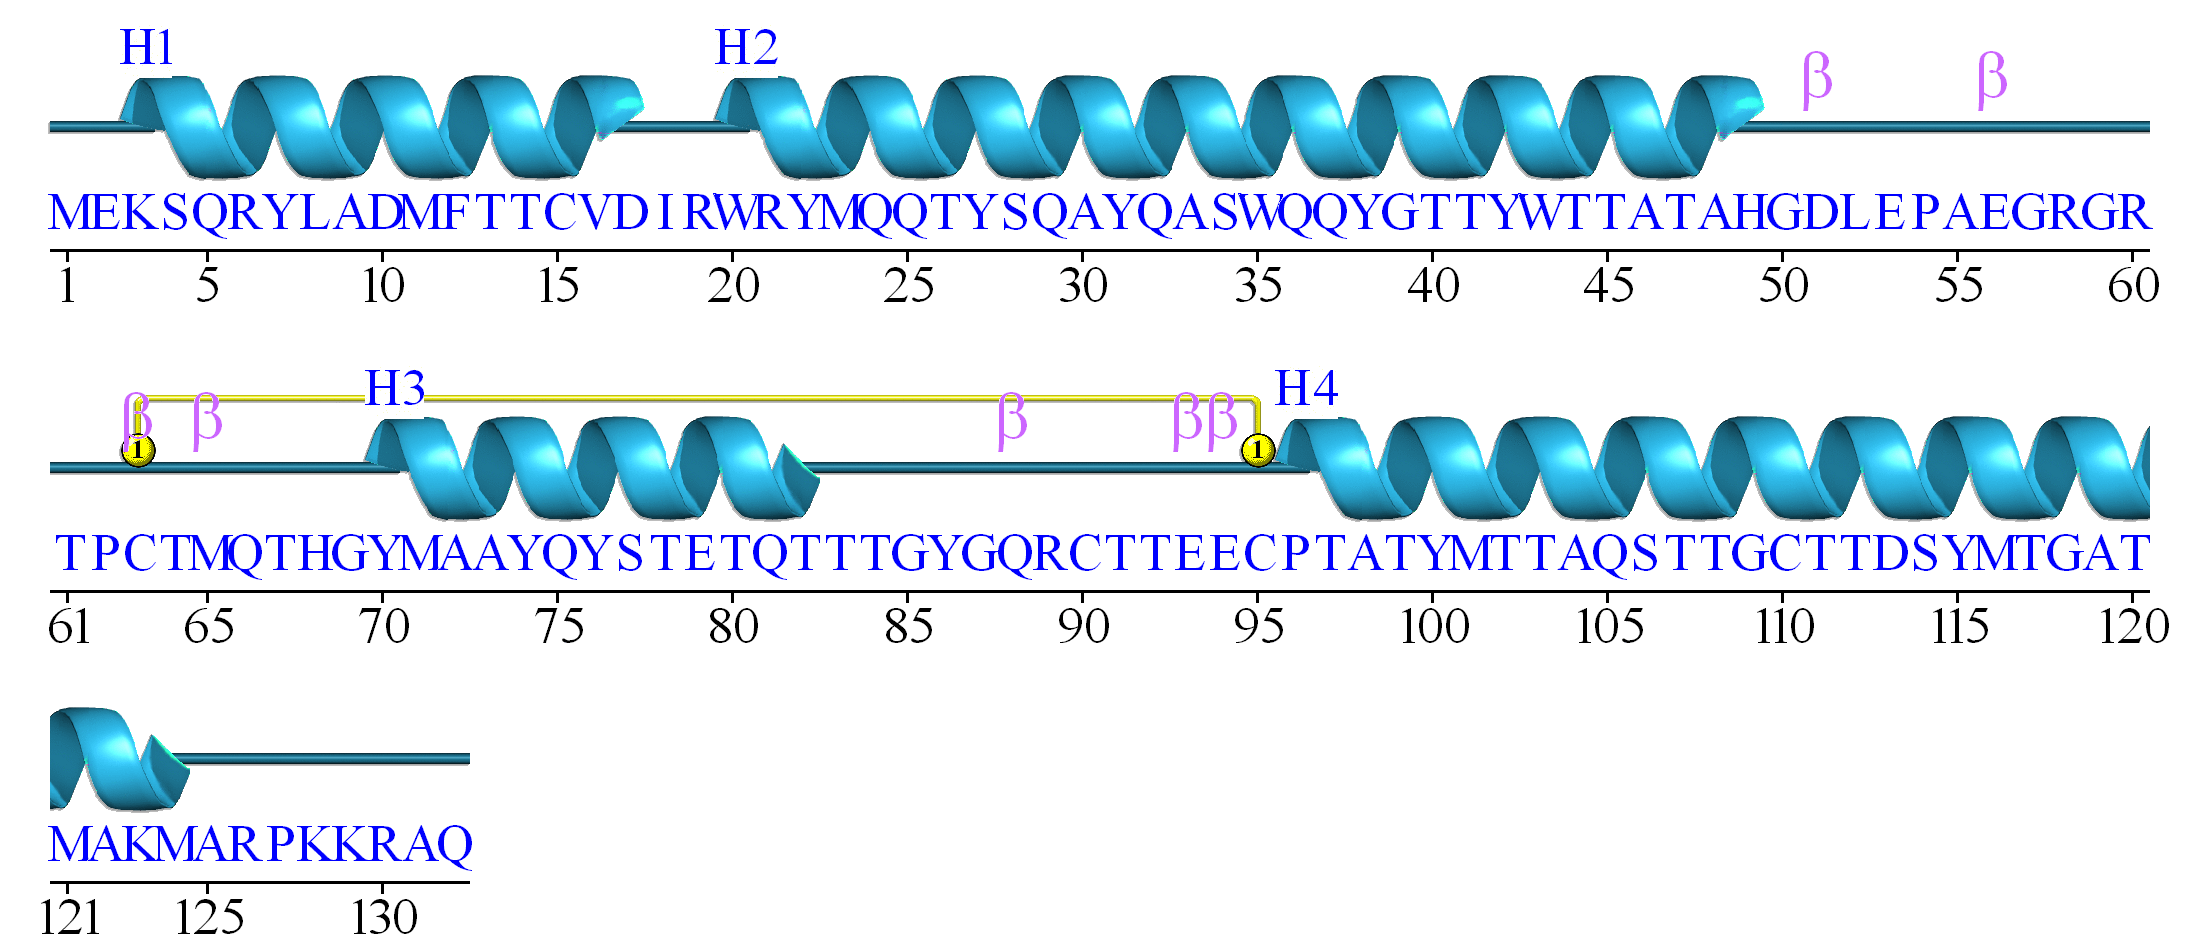 H1 H2 β β
MEKSQRYLADMFTTCVDIRWRYMQQTYSQAYQASWQQYGTTYWTTATAHGDLEPAEGRGR
1 5 10 15 20 25 30 35 40 45 50 55 60
H3 H4
β β β β β
1 1
TPCTMQTHGYMAAYQYSTETQTTTGYGQRCTTEECPTATYMTTAQSTTGCTTDSYMTGAT
61 65 70 75 80 85 90 95 100 105 110 115 120
MAKMARPKKRAQ
121 125 130